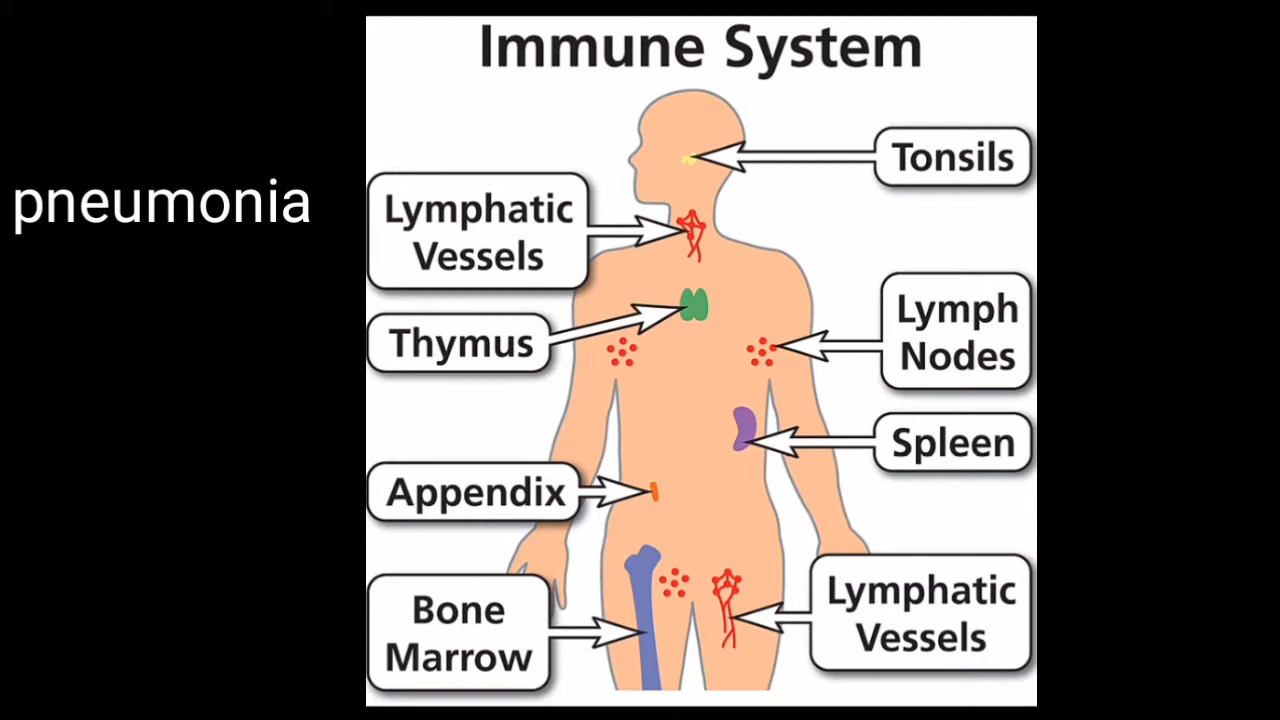 Immune System
pneumonia
Tonsils
Lymphatic
Vessels
Thymus
Lymph
Nodes
Spleen
Appendix
Bone
Marrow
Lymphatic
Vessels